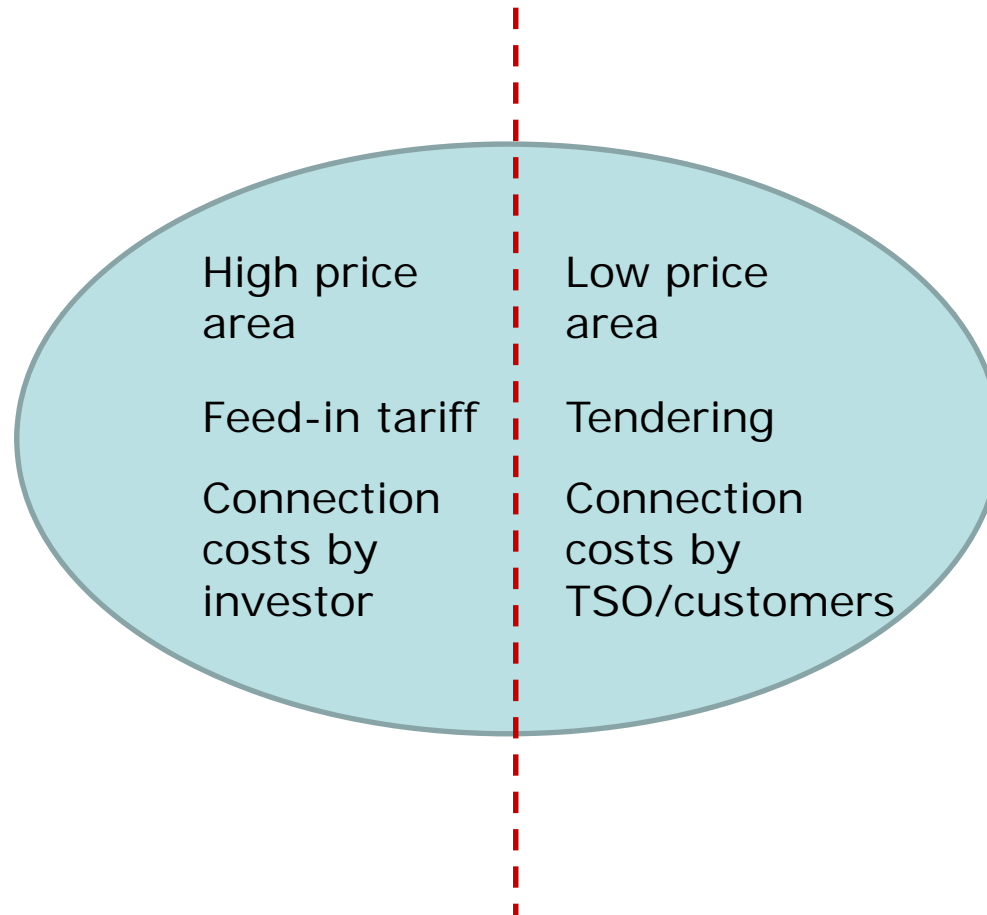 High price
area
Feed-in tariff
Connection
costs by
investor
Low price
area
Tendering
Connection
costs by
TSO/customers